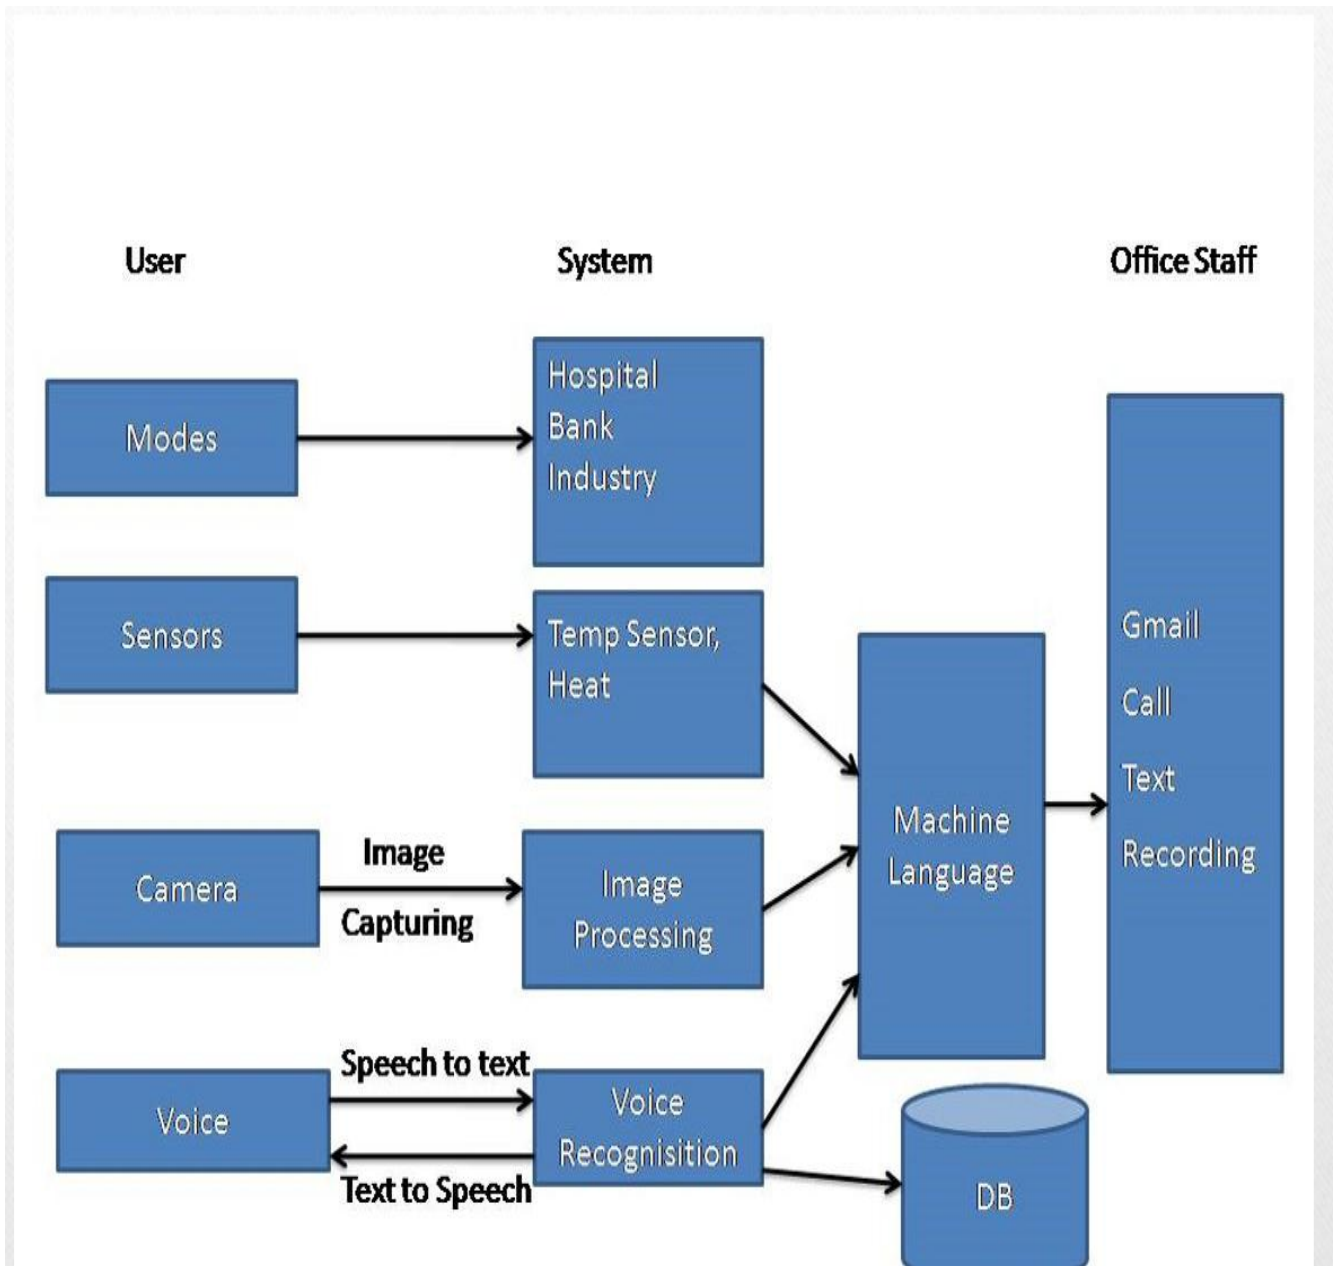 User
System
Office Staff
Modes
Hospital
Bank
Industry
Sensors
Temp Sensor,
Heat
Camera
Image
Capturing
Image
Processing
Voice
Speech to text
Text to Speech
Voice
Recognisition
Machine
Language
DB
Gmail
Call
Text
Recording